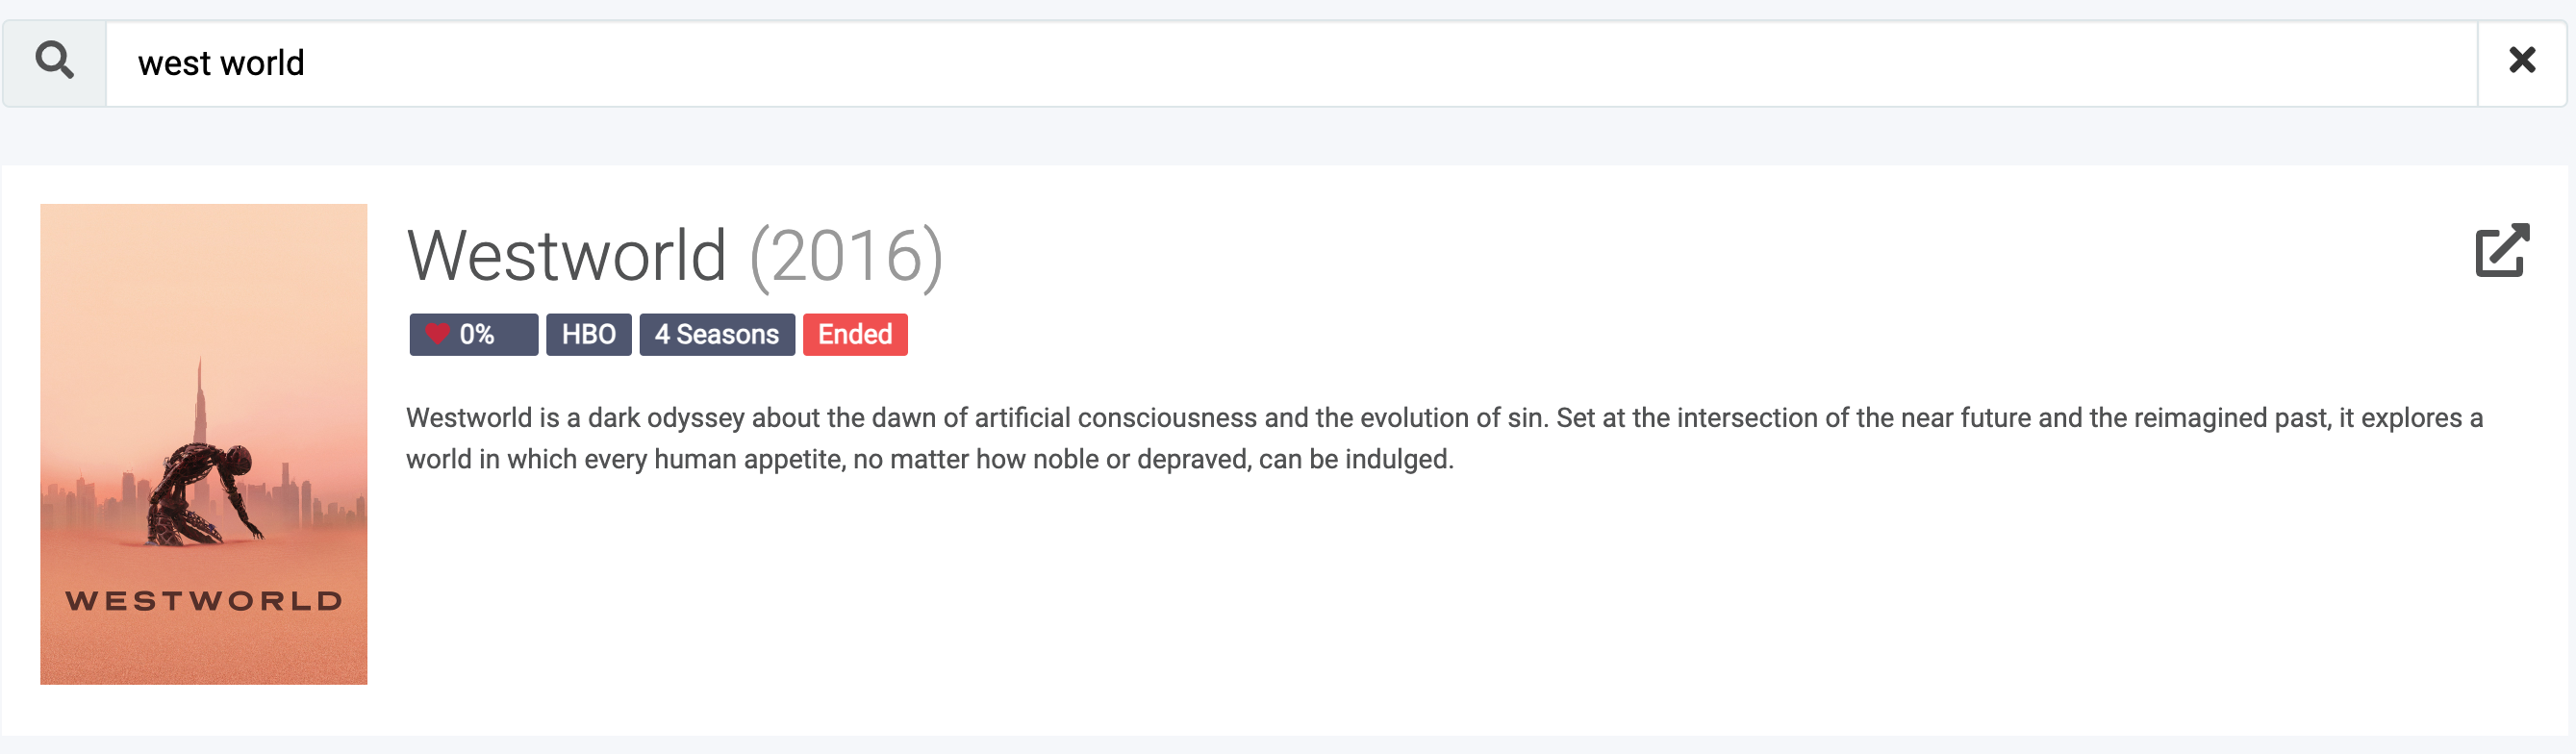 west world
Westworld (2016)
0% HBO 4 Seasons Ended
Westworld is a dark odyssey about the dawn of artificial consciousness and the evolution of sin. Set at the intersection of the near future and the reimagined past, it explores a
world in which every human appetite, no matter how noble or depraved, can be indulged.
WESTWORLD